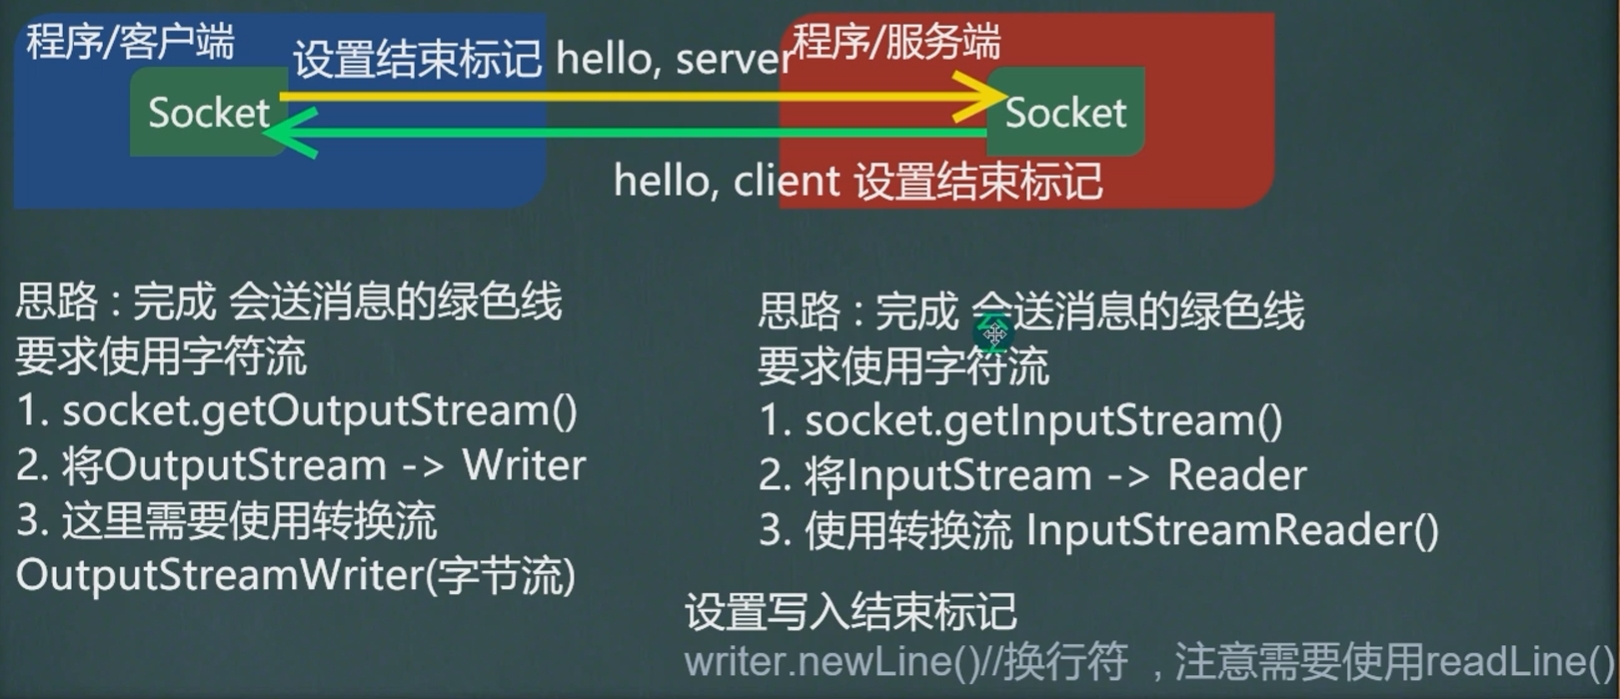 程序/客户端
设置结束标记 hello, server
程序/服务端
Socket
Socket
hello, client 设置结束标记
思路：完成 会送消息的绿色线
要求使用字符流
1. socket.getOutputStream()
2. 将OutputStream -> Writer
3. 这里需要使用转换流
OutputStreamWriter(字节流)
思路：完成 会送消息的绿色线
要求使用字符流
1. socket.getInputStream()
2. 将InputStream -> Reader
3. 使用转换流 InputStreamReader()
设置写入结束标记
writer.newLine()//换行符 ，注意需要使用readLine()